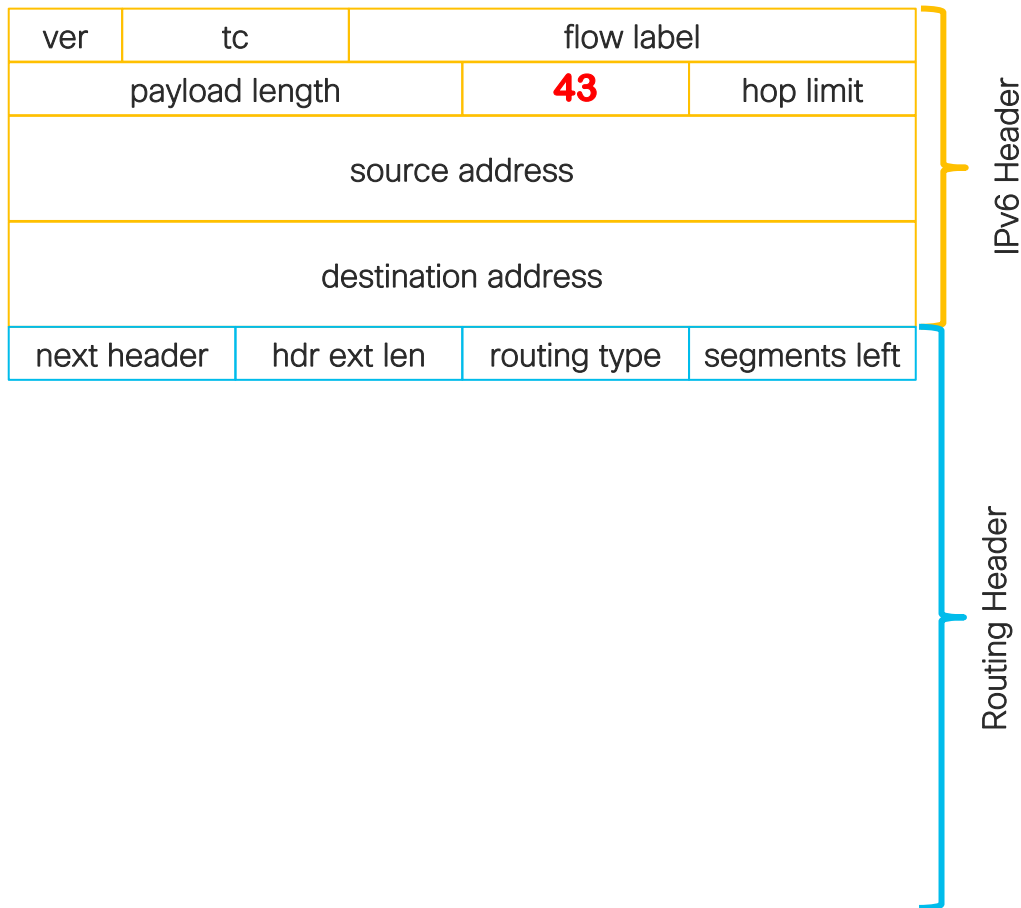 ver tc flow label
payload length 43 hop limit
source address
destination address
next header hdr ext len routing type segments left
IPv6 Header
Routing Header